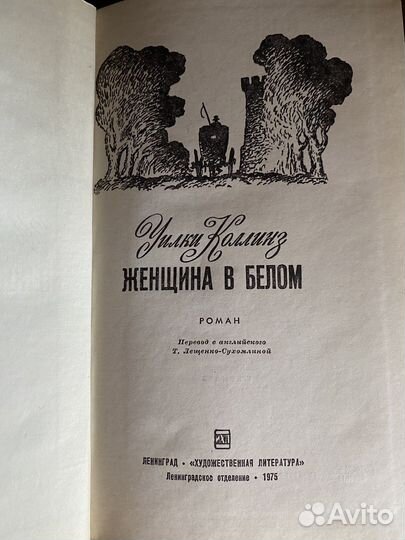 Уилки Коллинз
ЖЕНЩИНА В БЕЛОМ
РОМАН
Перевод с английского
Т. Лещенко-Сухомлиной
ЛЕНИНГРАД • «ХУДОЖЕСТВЕННАЯ ЛИТЕРАТУРА»
Ленинградское отделение • 1975
Avito